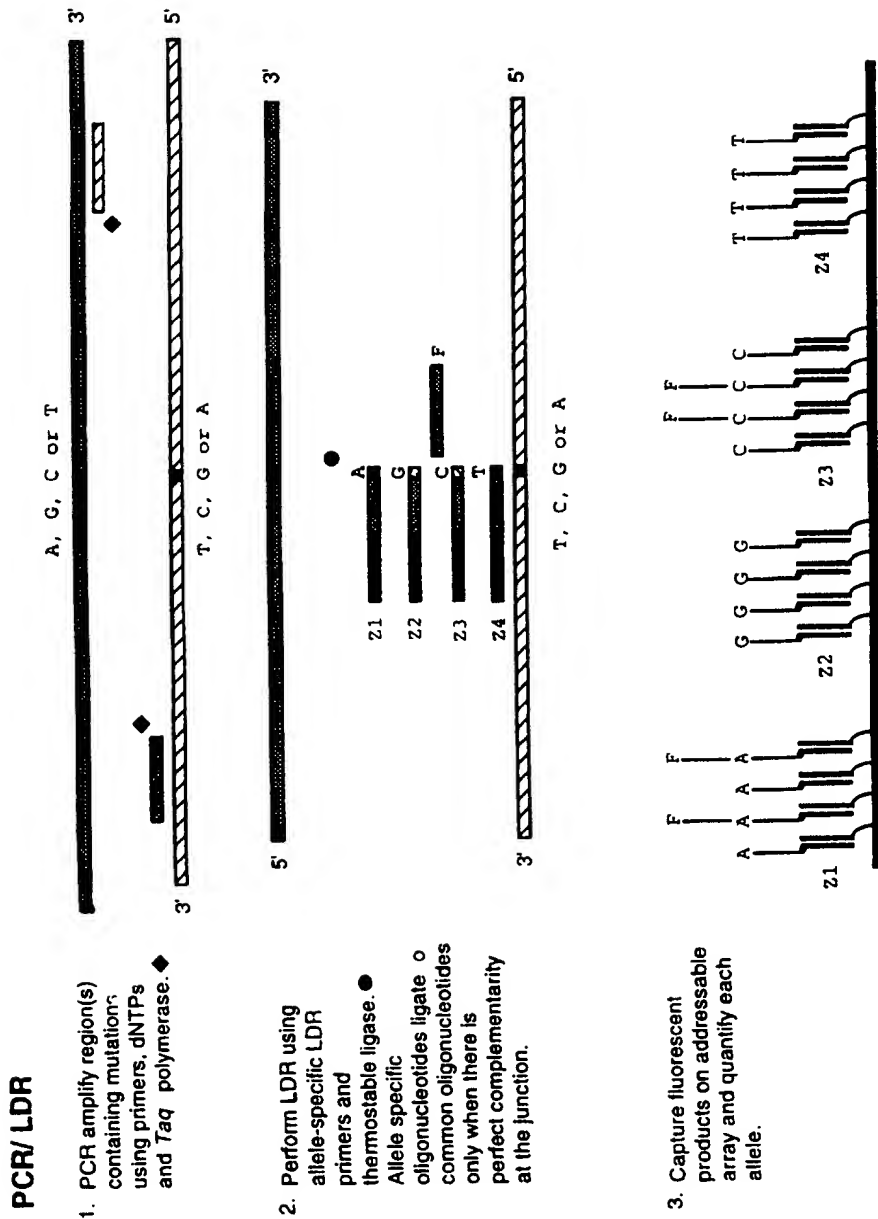 PCR/ LDR
1. PCR amplify region(s)
containing mutations
using primers, dNTPs
and Taq polymerase. ◆
A, G, C or T
3'
3'
5'
T, C, G or A
2. Perform LDR using
allele-specific LDR
primers and
thermostable ligase. ●
Allele specific
oligonucleotides ligate o
common oligonucleotides
only when there is
perfect complementarity
at the junction.
5'
3'
Z1 A
Z2 G
F
Z3 C
Z4 T
3'
5'
T, C, G or A
3. Capture fluorescent
products on addressable
array and quantify each
allele.
F F F F
A A A A G G G G C C C C T T T T
Z1 Z2 Z3 Z4